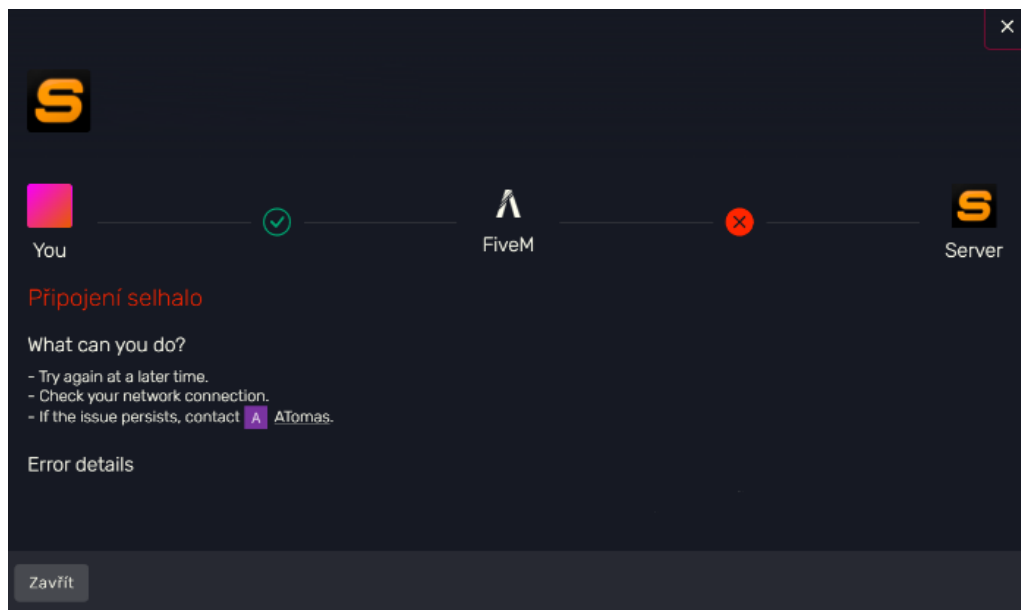 S
You
FiveM
S
Server
Připojení selhalo
What can you do?
- Try again at a later time.
- Check your network connection.
- If the issue persists, contact A ATomas.
Error details
Zavřít